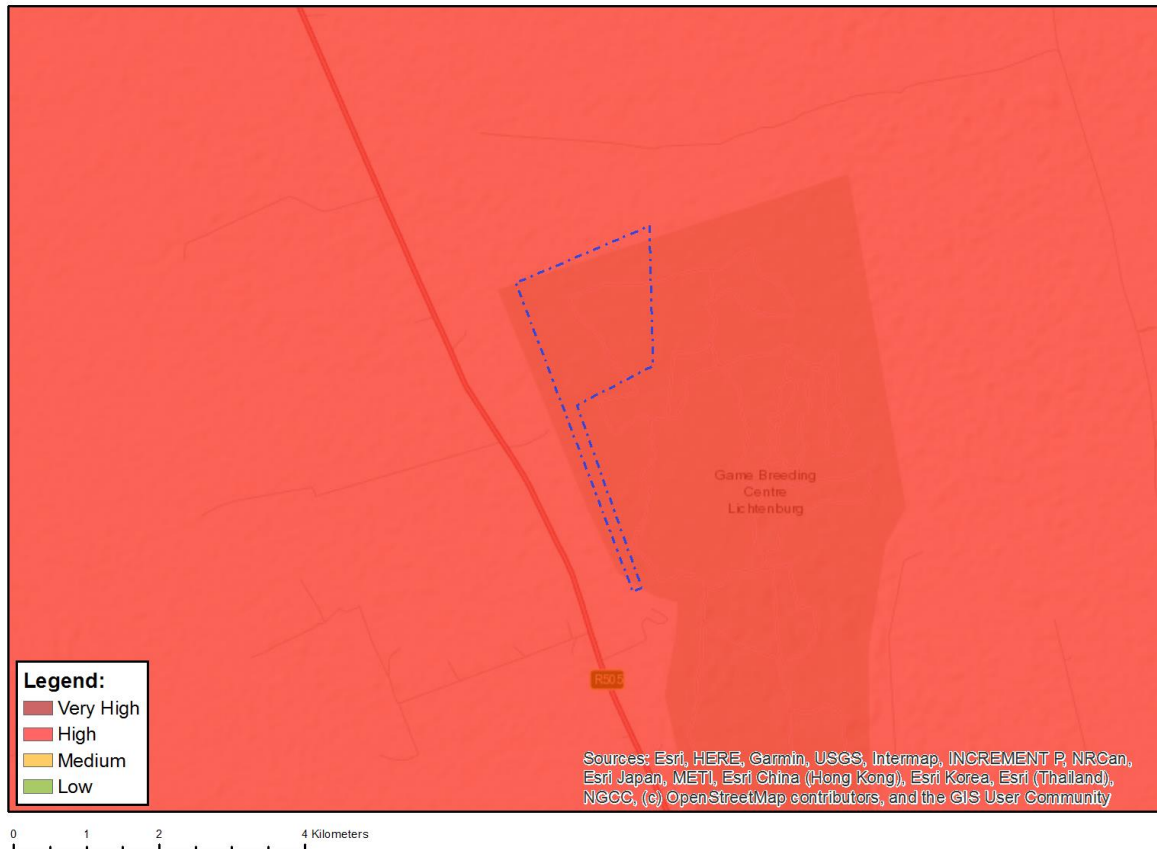 Game Breeding
Centre
Lichtenburg
R505
Legend:
Very High
High
Medium
Low
Sources: Esri, HERE, Garmin, USGS, Intermap, INCREMENT P, NRCan,
Esri Japan, METI, Esri China (Hong Kong), Esri Korea, Esri (Thailand),
NGCC, (c) OpenStreetMap contributors, and the GIS User Community
0 1 2 4 Kilometers